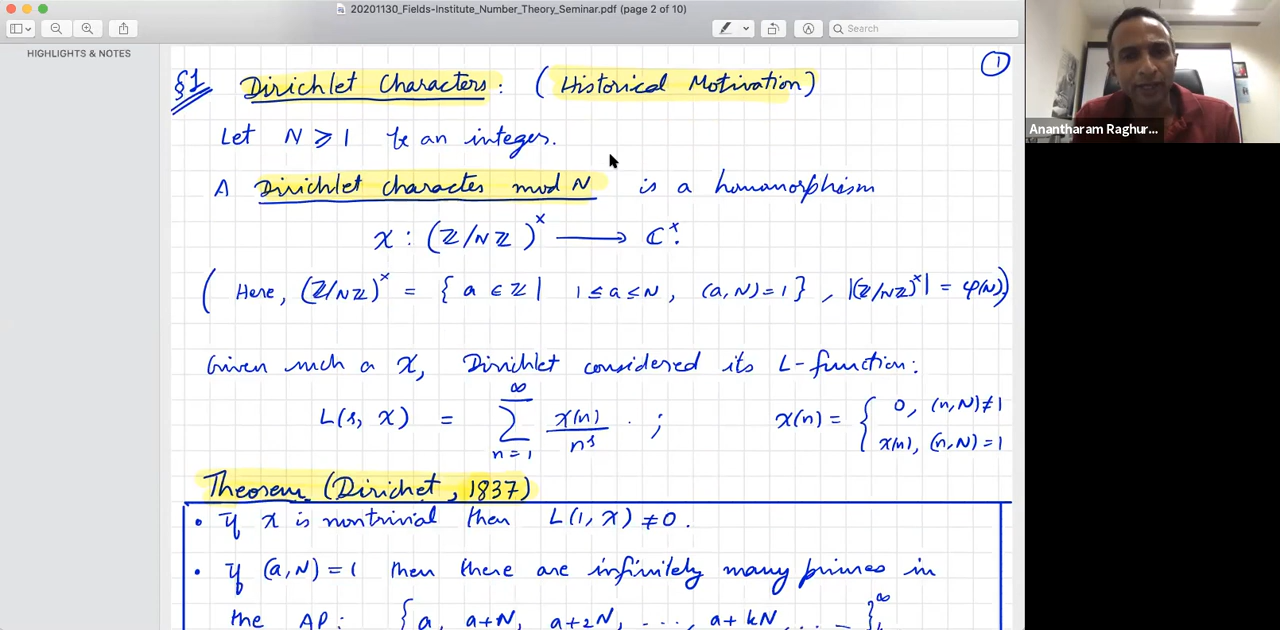 20201130_Fields-Institute_Number_Theory_Seminar.pdf (page 2 of 10)
Search
HIGHLIGHTS & NOTES
Anantharam Raghur...
1
§1 Dirichlet Characters: (Historical Motivation)
Let N ⩾ 1 be an integer.
A Dirichlet character mod N is a homomorphism
χ : (ℤ/Nℤ)^× ⟶ ℂ^×.
(Here, (ℤ/Nℤ)^× = {a ∈ ℤ | 1 ≤ a ≤ N, (a, N) = 1}, |(ℤ/Nℤ)^×| = φ(N))
Given such a χ, Dirichlet considered its L-function:
L(s, χ) = ∑_{n=1}^{∞} χ(n)/n^s ; χ(n) = { 0, (n,N)≠1
χ(n), (n,N)=1
Theorem (Dirichet, 1837)
• If χ is nontrivial then L(1, χ) ≠ 0.
• If (a, N) = 1 then there are infinitely many primes in
the AP: {a, a+N, a+2N, ...., a+kN, ... }^∞